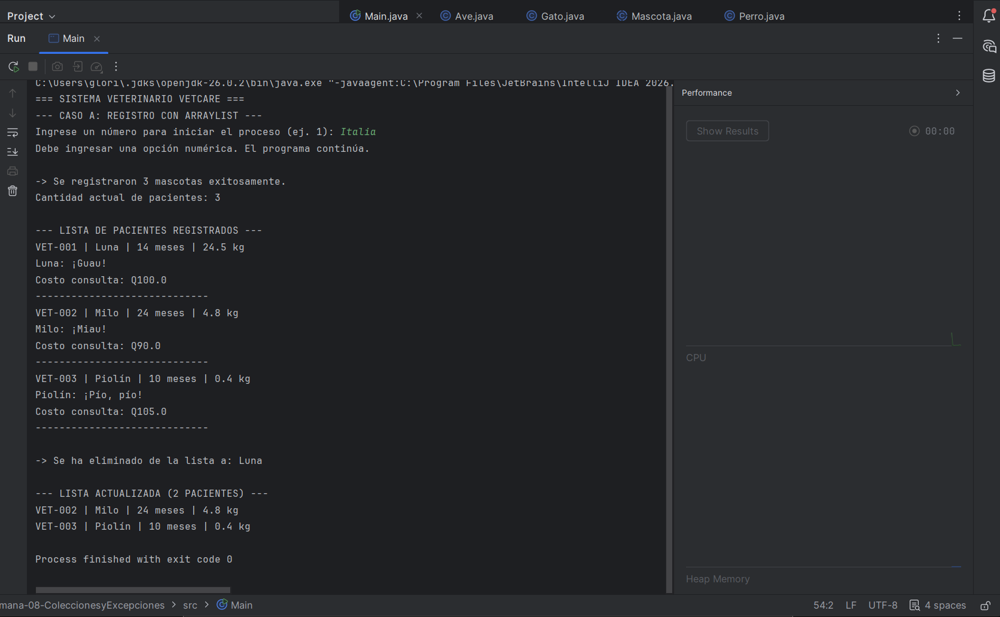 Project
Main.java
Ave.java
Gato.java
Mascota.java
Perro.java
Run
Main
C:\Users\glori\.jdks\openjdk-26.0.2\bin\java.exe "-javaagent:C:\Program Files\JetBrains\IntelliJ IDEA 2026.
=== SISTEMA VETERINARIO VETCARE ===
--- CASO A: REGISTRO CON ARRAYLIST ---
Ingrese un número para iniciar el proceso (ej. 1): Italia
Debe ingresar una opción numérica. El programa continúa.
-> Se registraron 3 mascotas exitosamente.
Cantidad actual de pacientes: 3
--- LISTA DE PACIENTES REGISTRADOS ---
VET-001 | Luna | 14 meses | 24.5 kg
Luna: ¡Guau!
Costo consulta: Q100.0
-----------------------------
VET-002 | Milo | 24 meses | 4.8 kg
Milo: ¡Miau!
Costo consulta: Q90.0
-----------------------------
VET-003 | Piolín | 10 meses | 0.4 kg
Piolín: ¡Pío, pío!
Costo consulta: Q105.0
-----------------------------
-> Se ha eliminado de la lista a: Luna
--- LISTA ACTUALIZADA (2 PACIENTES) ---
VET-002 | Milo | 24 meses | 4.8 kg
VET-003 | Piolín | 10 meses | 0.4 kg
Process finished with exit code 0
Performance
Show Results
00:00
CPU
Heap Memory
mana-08-ColeccionesyExcepciones > src > Main
54:2 LF UTF-8 4 spaces